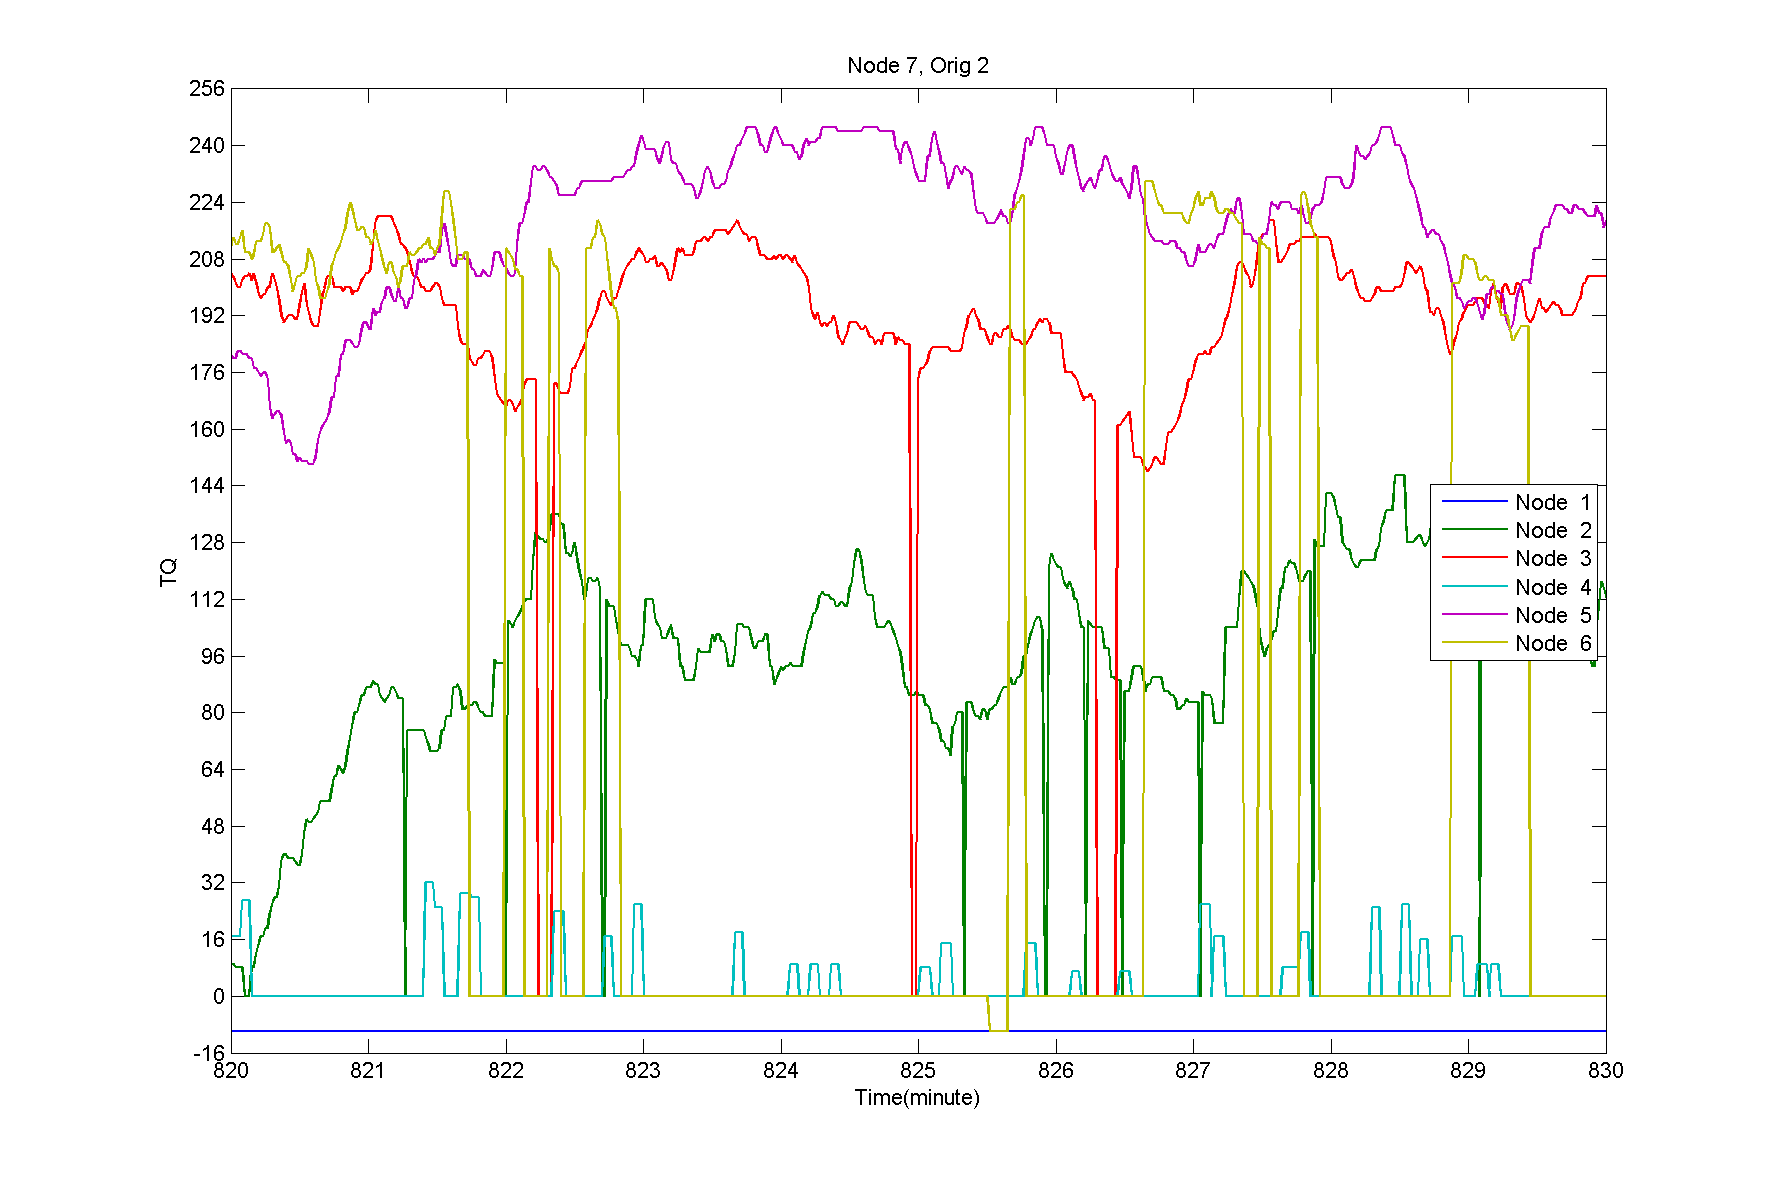 Node 7, Orig 2
256
240
224
208
192
176
160
144
128
112
96
80
64
48
32
16
0
-16
TQ
820 821 822 823 824 825 826 827 828 829 830
Time(minute)
Node 1
Node 2
Node 3
Node 4
Node 5
Node 6